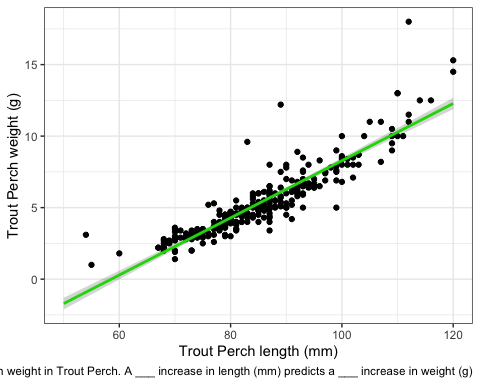 15
10
5
0
Trout Perch weight (g)
60
80
100
120
Trout Perch length (mm)
weight in Trout Perch. A ___ increase in length (mm) predicts a ___ increase in weight (g)